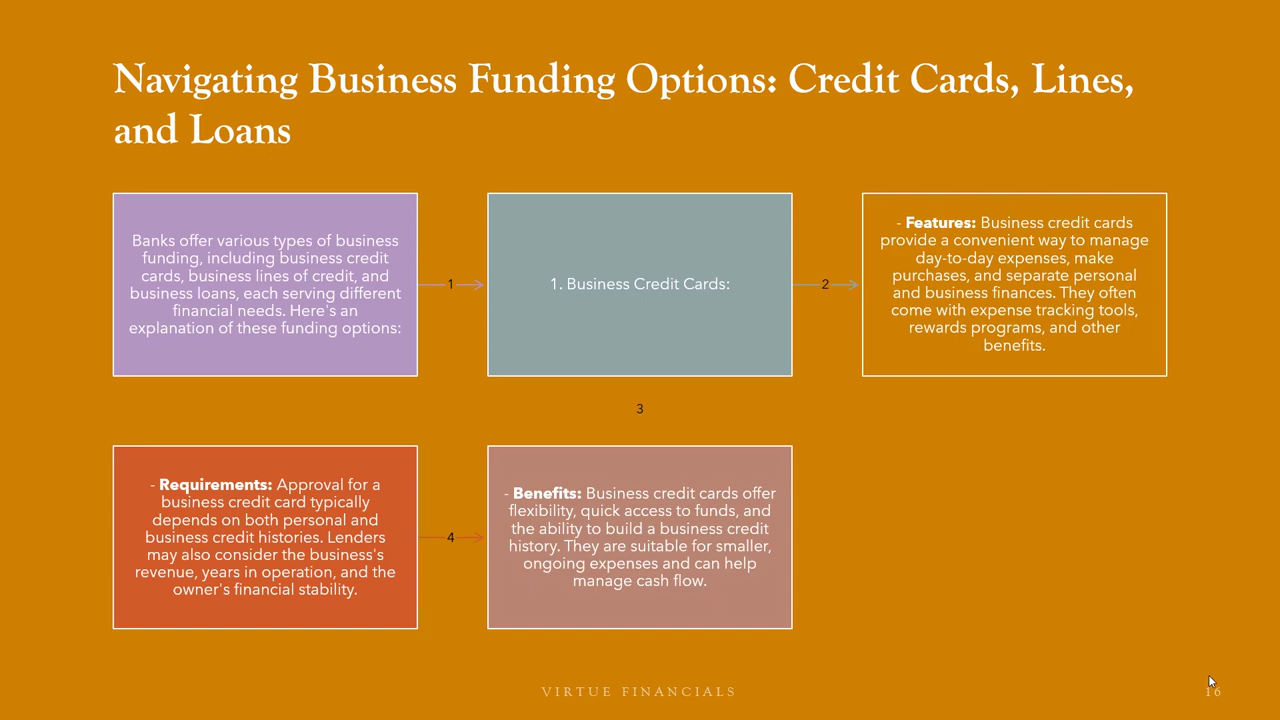 Navigating Business Funding Options: Credit Cards, Lines,
and Loans
Banks offer various types of business
funding, including business credit
cards, business lines of credit, and
business loans, each serving different
financial needs. Here's an
explanation of these funding options:
1
1. Business Credit Cards:
2
- Features: Business credit cards
provide a convenient way to manage
day-to-day expenses, make
purchases, and separate personal
and business finances. They often
come with expense tracking tools,
rewards programs, and other
benefits.
3
- Requirements: Approval for a
business credit card typically
depends on both personal and
business credit histories. Lenders
may also consider the business's
revenue, years in operation, and the
owner's financial stability.
4
- Benefits: Business credit cards offer
flexibility, quick access to funds, and
the ability to build a business credit
history. They are suitable for smaller,
ongoing expenses and can help
manage cash flow.
VIRTUE FINANCIALS
16